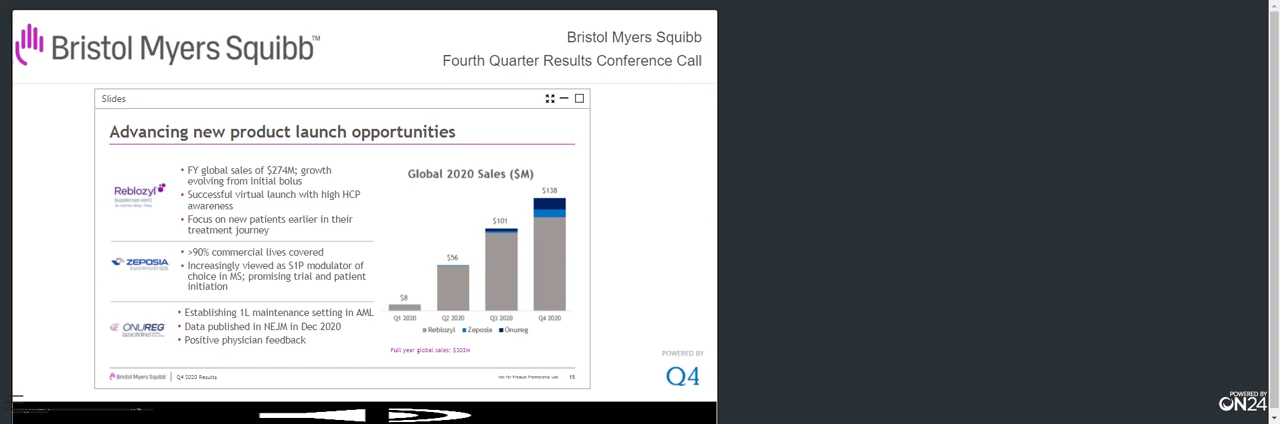 Bristol Myers Squibb™
Bristol Myers Squibb
Fourth Quarter Results Conference Call
Slides
Advancing new product launch opportunities
Reblozyl
• FY global sales of $274M; growth
evolving from initial bolus
• Successful virtual launch with high HCP
awareness
• Focus on new patients earlier in their
treatment journey
ZEPOSIA
• >90% commercial lives covered
• Increasingly viewed as S1P modulator of
choice in MS; promising trial and patient
initiation
ONUREG
• Establishing 1L maintenance setting in AML
• Data published in NEJM in Dec 2020
• Positive physician feedback
Global 2020 Sales ($M)
$138
$101
$56
$8
Q1 2020 Q2 2020 Q3 2020 Q4 2020
Reblozyl Zeposia Onureg
Full year global sales: $303M
Bristol Myers Squibb
Q4 2020 Results
Not for Product Promotional Use
15
POWERED BY
Q4
POWERED BY
ON24